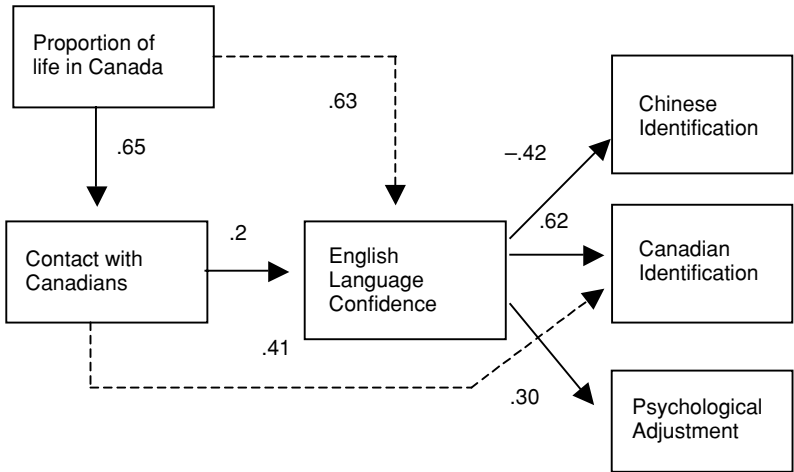 Proportion of
life in Canada
.63
Chinese
Identification
.65
–.42
.2
.62
Contact with
Canadians
English
Language
Confidence
Canadian
Identification
.41
.30
Psychological
Adjustment